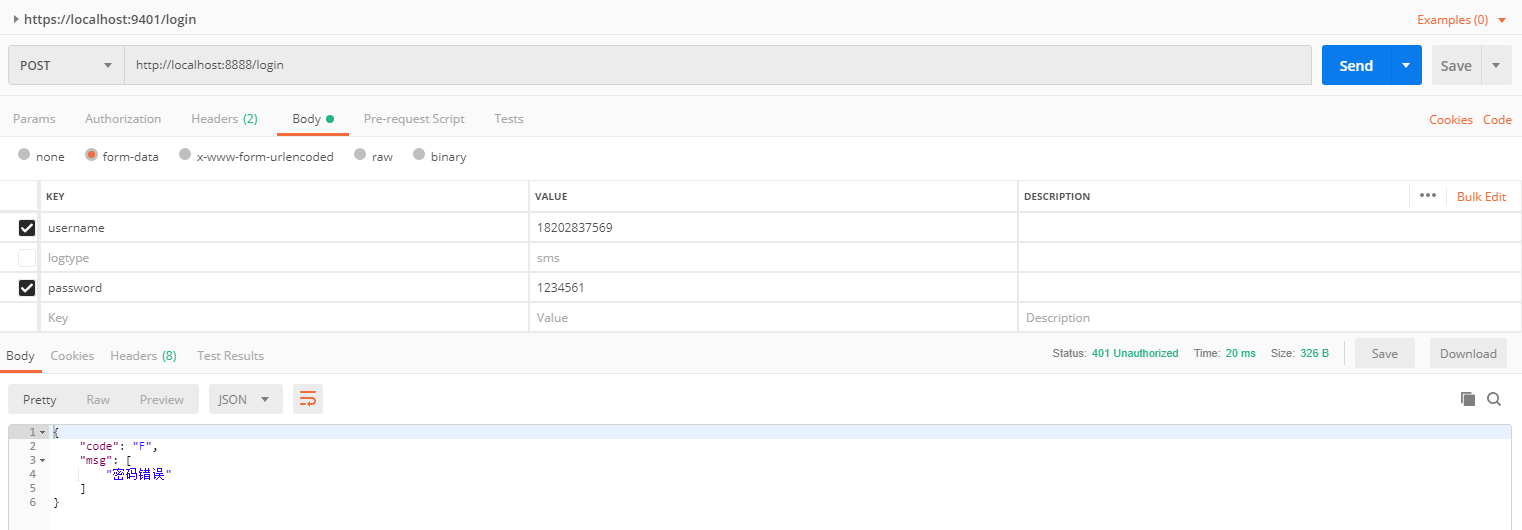 https://localhost:9401/login Examples (0)
POST http://localhost:8888/login Send Save
Params Authorization Headers (2) Body Pre-request Script Tests Cookies Code
none form-data x-www-form-urlencoded raw binary
KEY VALUE DESCRIPTION ••• Bulk Edit
username 18202837569
logtype sms
password 1234561
Key Value Description
Body Cookies Headers (8) Test Results Status: 401 Unauthorized Time: 20 ms Size: 326 B Save Download
Pretty Raw Preview JSON
1 {
2 "code": "F",
3 "msg": [
4 "密码错误"
5 ]
6 }